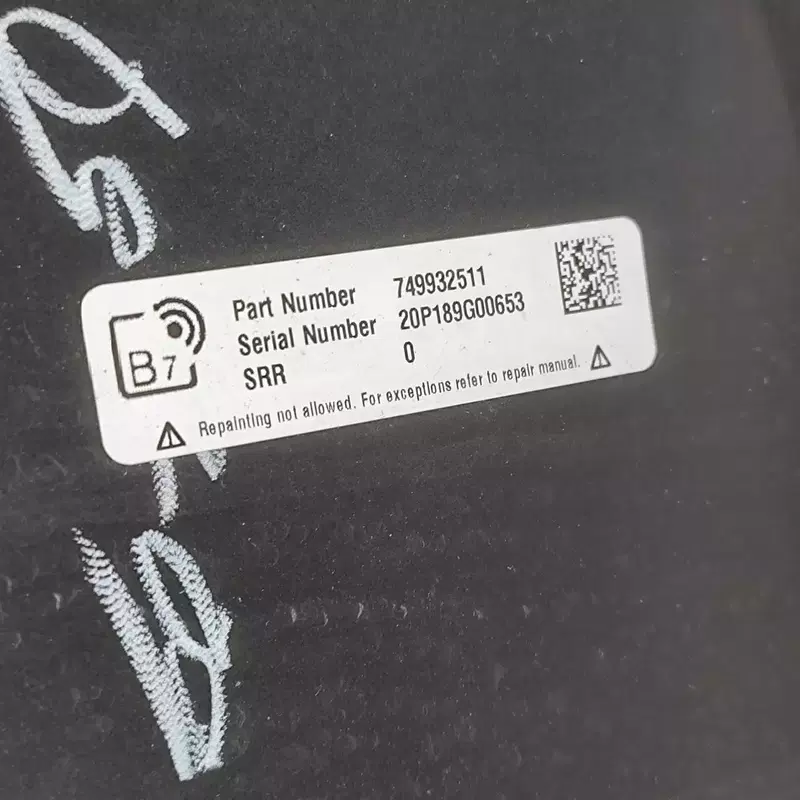 B7
Part Number 749932511
Serial Number 20P189G00653
SRR 0
Repainting not allowed. For exceptions refer to repair manual.